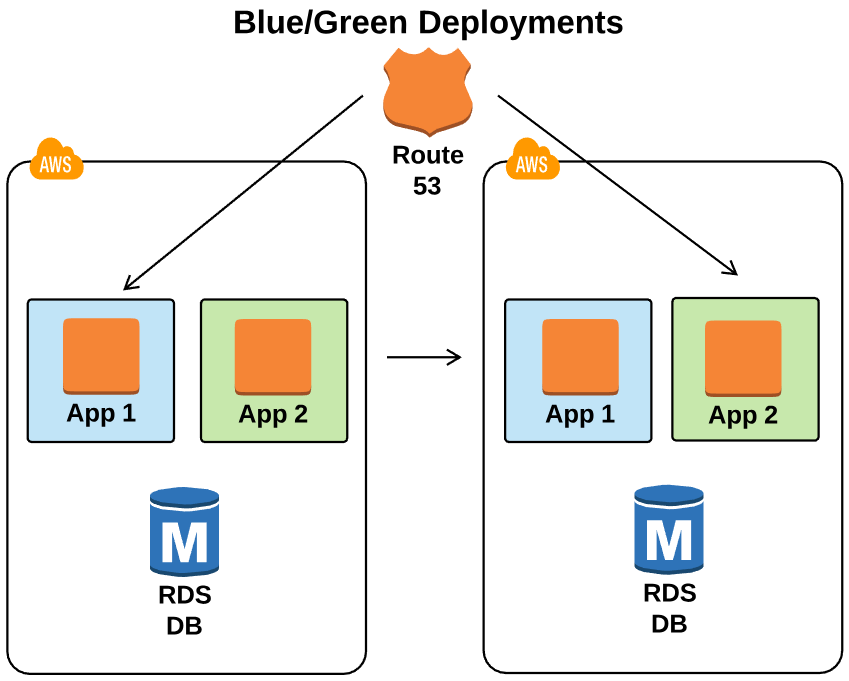 Blue/Green Deployments
Route
53
AWS
AWS
App 1
App 2
App 1
App 2
M
RDS
DB
M
RDS
DB